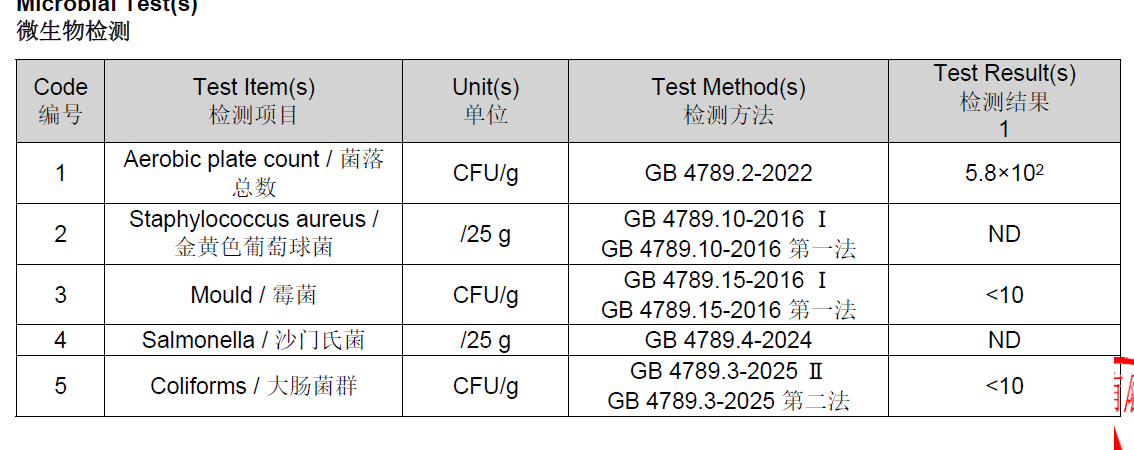 Microbial Test(s)
微生物检测
Code
编号
Test Item(s)
检测项目
Unit(s)
单位
Test Method(s)
检测方法
Test Result(s)
检测结果
1
1
Aerobic plate count / 菌落
总数
CFU/g
GB 4789.2-2022
5.8×10²
2
Staphylococcus aureus /
金黄色葡萄球菌
/25 g
GB 4789.10-2016 Ⅰ
GB 4789.10-2016 第一法
ND
3
Mould / 霉菌
CFU/g
GB 4789.15-2016 Ⅰ
GB 4789.15-2016 第一法
<10
4
Salmonella / 沙门氏菌
/25 g
GB 4789.4-2024
ND
5
Coliforms / 大肠菌群
CFU/g
GB 4789.3-2025 Ⅱ
GB 4789.3-2025 第二法
<10